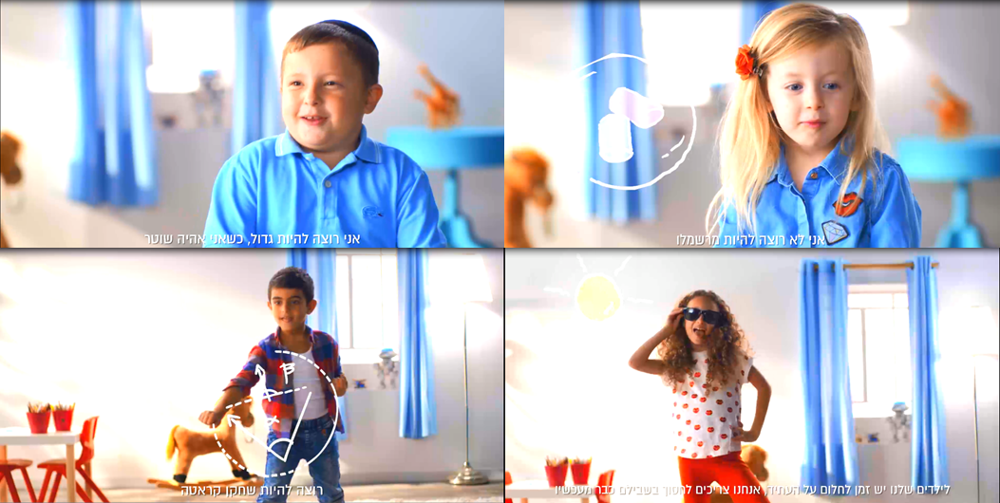 אני רוצה להיות גדול, כשאני אהיה שוטר
אני לא רוצה להיות מרשמלו
רוצה להיות שחקן קראטה
לילדים שלנו יש זמן לחלום על העתיד, אנחנו צריכים לחסוך בשבילם כבר מעכשיו